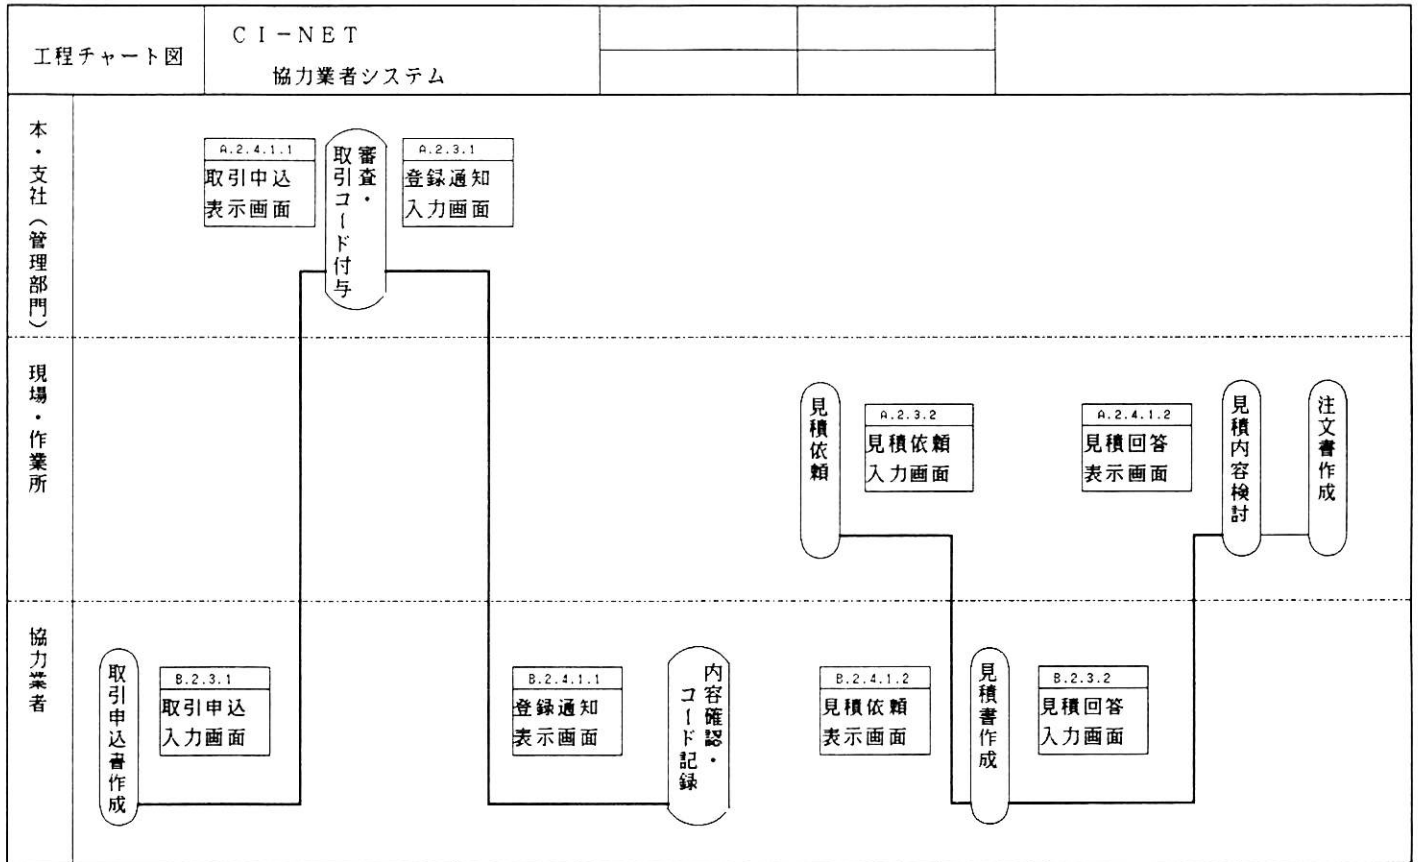 工程チャート図
CI-NET
協力業者システム
本・支社(管理部門)
A.2.4.1.1
取引申込
表示画面
審査・
取引コード付与
A.2.3.1
登録通知
入力画面
現場・作業所
見積依頼
A.2.3.2
見積依頼
入力画面
A.2.4.1.2
見積回答
表示画面
見積内容検討
注文書作成
協力業者
取引申込書作成
B.2.3.1
取引申込
入力画面
B.2.4.1.1
登録通知
表示画面
内容確認・
コード記録
B.2.4.1.2
見積依頼
表示画面
見積書作成
B.2.3.2
見積回答
入力画面